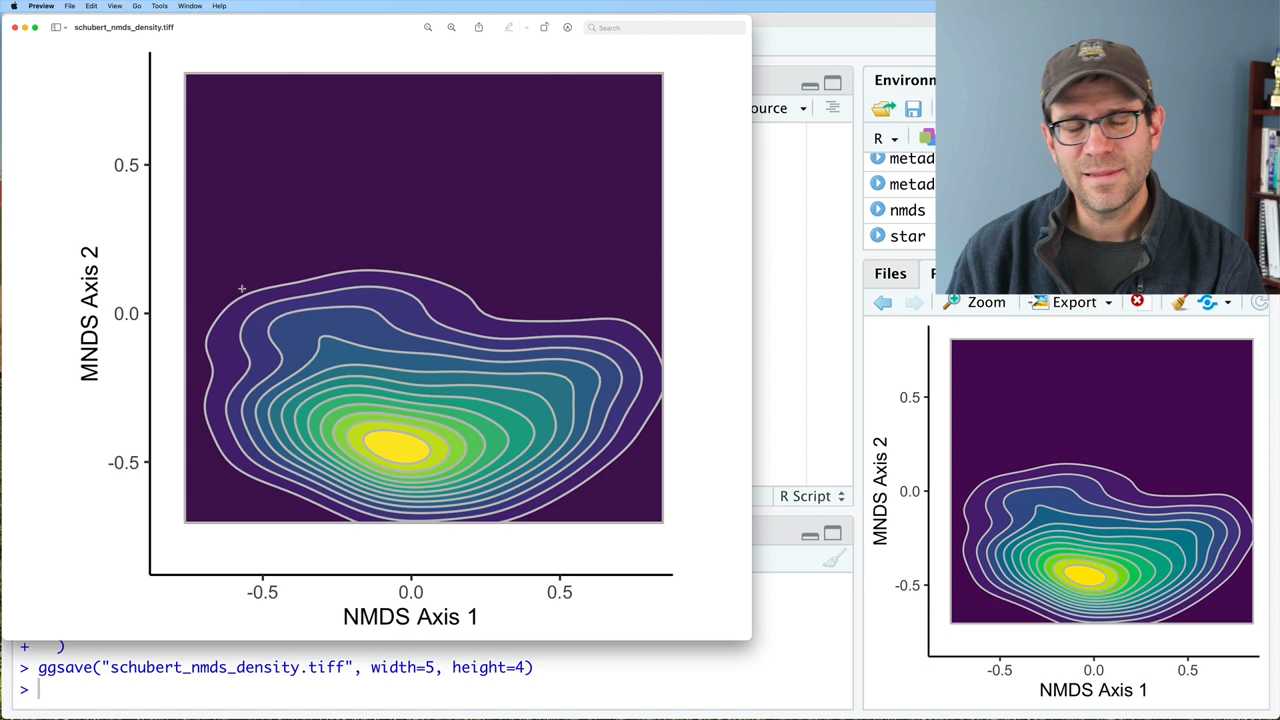 Preview File Edit View Go Tools Window Help
schubert_nmds_density.tiff
Search
MNDS Axis 2
0.5
0.0
-0.5
-0.5 0.0 0.5
NMDS Axis 1
ource
R Script
+ )
> ggsave("schubert_nmds_density.tiff", width=5, height=4)
>
Environ
R
metad
metad
nmds
star
Files
Zoom Export
MNDS Axis 2
0.5
0.0
-0.5
-0.5 0.0 0.5
NMDS Axis 1